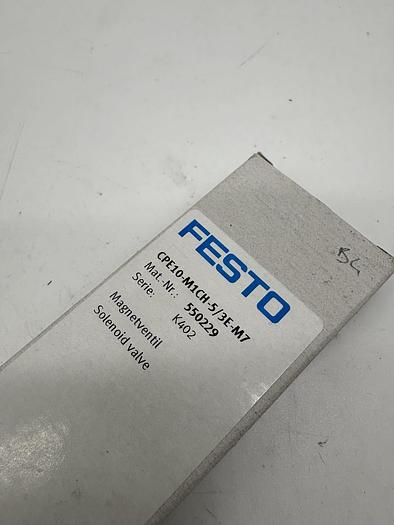 FESTO
CPE10-M1CH-5/3E-M7
Mat.-Nr.: 550229
Serie: K402
Magnetventil
Solenoid valve